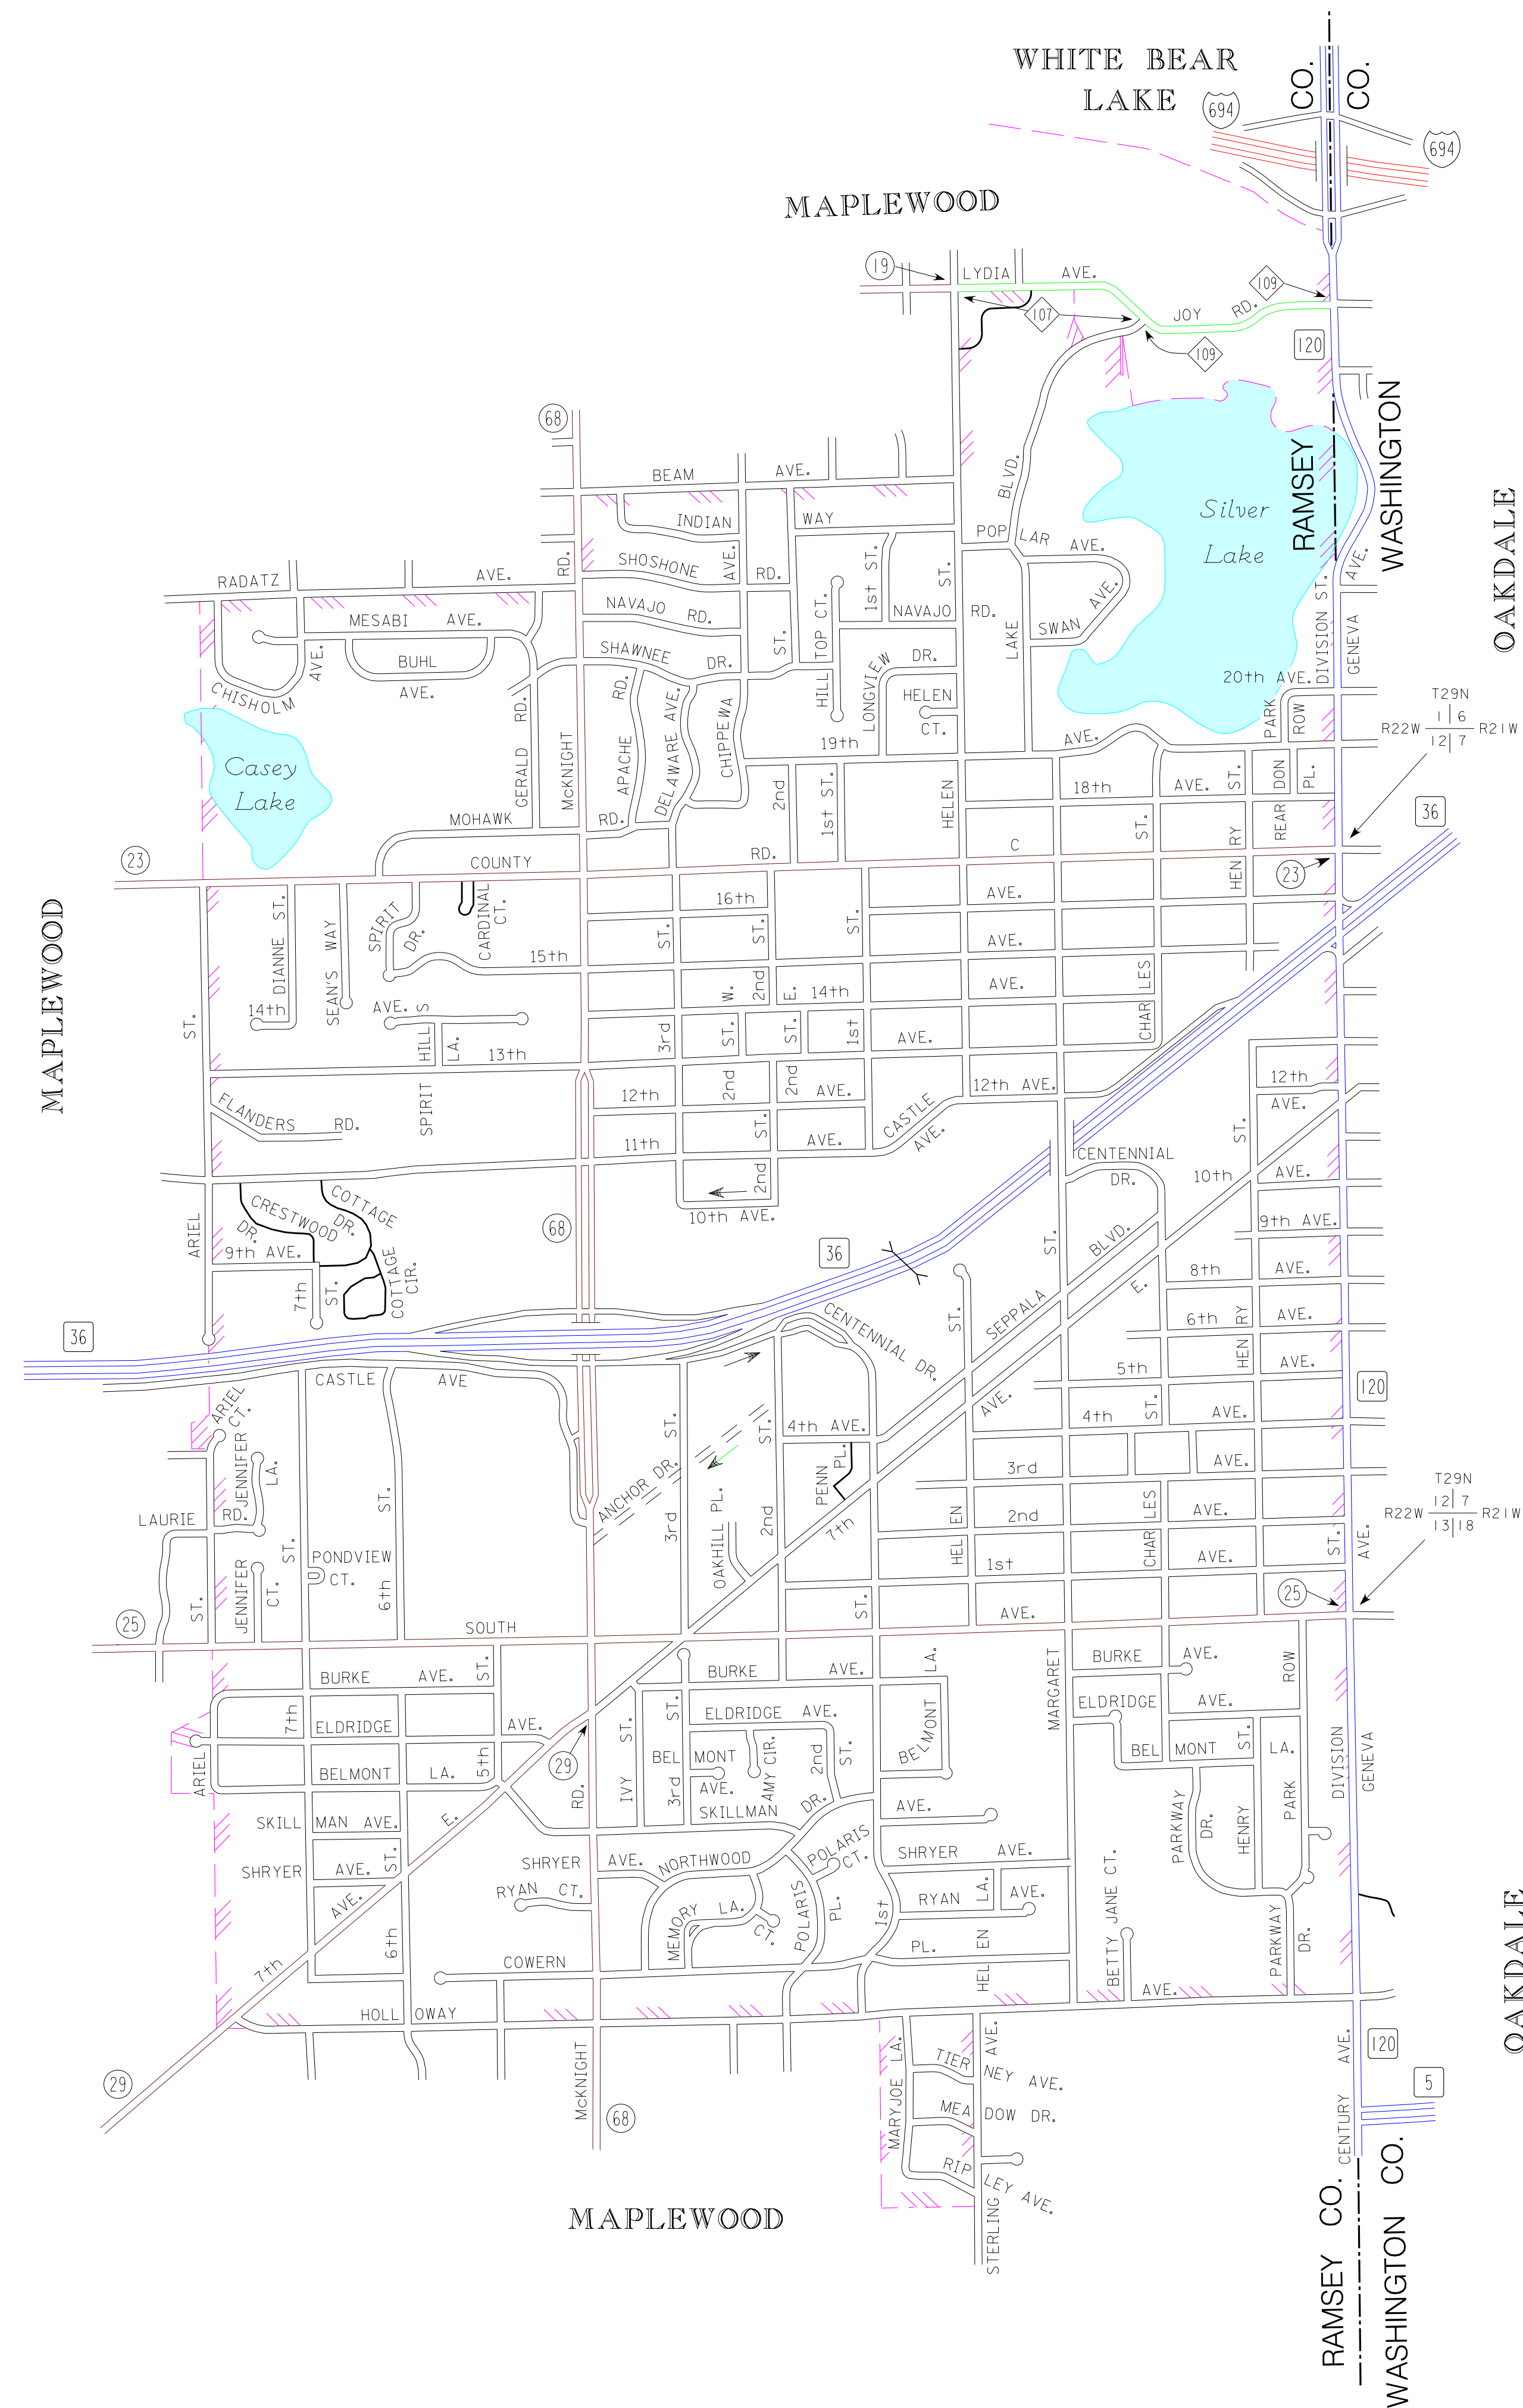 WHITE BEAR
LAKE
694
694
CO.
CO.
MAPLEWOOD
19
LYDIA AVE.
107
109
JOY RD.
109
120
68
BEAM AVE.
INDIAN WAY
BLVD.
POP LAR AVE.
Silver
Lake
RAMSEY
WASHINGTON
OAKDALE
RADATZ AVE.
RD.
SHOSHONE AVE. RD.
1st ST.
ST.
MESABI AVE.
NAVAJO RD.
NAVAJO RD.
SWAN AVE.
DIVISION ST.
GENEVA AVE.
BUHL
AVE.
CHISHOLM AVE.
SHAWNEE DR.
ST.
HILL TOP CT.
LONGVIEW DR.
LAKE
HELEN
CT.
20th AVE.
PARK
ROW
T29N
1 6
R22W R21W
12 7
Casey
Lake
GERALD RD.
McKNIGHT
APACHE RD.
DELAWARE AVE.
CHIPPEWA
19th AVE.
2nd
1st ST.
HELEN
18th AVE.
ST.
ST.
REAR DON
PL.
36
MOHAWK RD.
23
COUNTY RD. C
HEN RY
23
MAPLEWOOD
ST.
DIANNE ST.
SEAN'S WAY
SPIRIT
DR.
CARDINAL
CT.
16th AVE.
15th AVE.
ST.
ST.
ST.
14th AVE. S
W.
2nd
E.
14th AVE.
CHAR LES
HILL
LA.
13th
3rd
ST.
ST.
1st
AVE.
FLANDERS RD.
SPIRIT
12th AVE.
2nd
2nd
12th AVE.
11th AVE.
ST.
CASTLE AVE.
12th
AVE.
ST.
CENTENNIAL
DR.
10th AVE.
2nd
10th AVE.
ARIEL
CRESTWOOD
DR.
COTTAGE
DR.
9th AVE.
COTTAGE
CIR.
7th
ST.
68
36
9th AVE.
ST.
BLVD.
8th AVE.
36
CENTENNIAL DR.
ST.
SEPPALA
E.
6th AVE.
HEN RY
CASTLE AVE
5th AVE.
120
ARIEL
CT.
4th AVE.
AVE.
4th AVE.
ST.
JENNIFER
LA.
ST.
ST.
ST.
ANCHOR DR.
PENN
PL.
3rd AVE.
T29N
12 7
R22W R21W
13 18
LAURIE RD.
ST.
3rd
OAKHILL PL.
2nd
7th
HEL EN
2nd AVE.
CHAR LES
ST.
AVE.
PONDVIEW
CT.
6th
JENNIFER
CT.
1st AVE.
25
ST.
ST.
AVE.
25
SOUTH
BURKE AVE.
ST.
BURKE AVE.
LA.
MARGARET
BURKE AVE.
ROW
7th
ELDRIDGE AVE.
ST.
ST.
ELDRIDGE AVE.
BEL MONT
ELDRIDGE AVE.
ARIEL
BELMONT LA.
5th
29
BEL MONT
AVE.
AMY CIR.
2nd
ST.
BEL MONT
ST.
LA.
DIVISION
GENEVA
SKILL MAN AVE.
E.
RD.
IVY
3rd
SKILLMAN DR.
AVE.
PARKWAY
DR.
HENRY
PARK
SHRYER AVE.
ST.
SHRYER AVE.
NORTHWOOD
POLARIS
CT.
SHRYER AVE.
RYAN CT.
AVE.
MEMORY LA.
CT.
POLARIS
PL.
1st
RYAN
LA.
AVE.
BETTY JANE CT.
6th
7th
COWERN PL.
HEL EN
PARKWAY
DR.
AVE.
HOLL OWAY
OAKDALE
29
McKNIGHT
68
MARYJOE LA.
AVE.
TIER NEY AVE.
MEA DOW DR.
RIP LEY AVE.
STERLING
CENTURY AVE.
120
5
MAPLEWOOD
RAMSEY CO.
WASHINGTON CO.